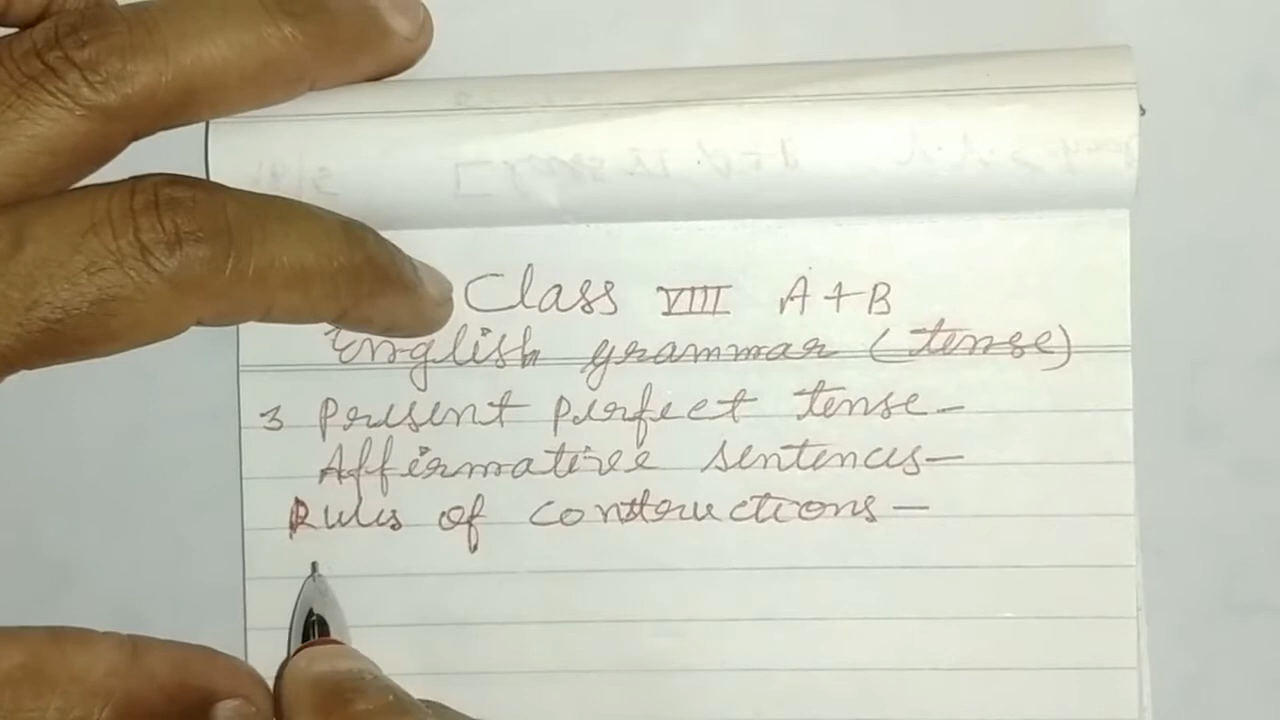 Class VIII A+B
English grammar (tense)
3 Present perfect tense-
Affirmative sentences-
Rules of constructions-